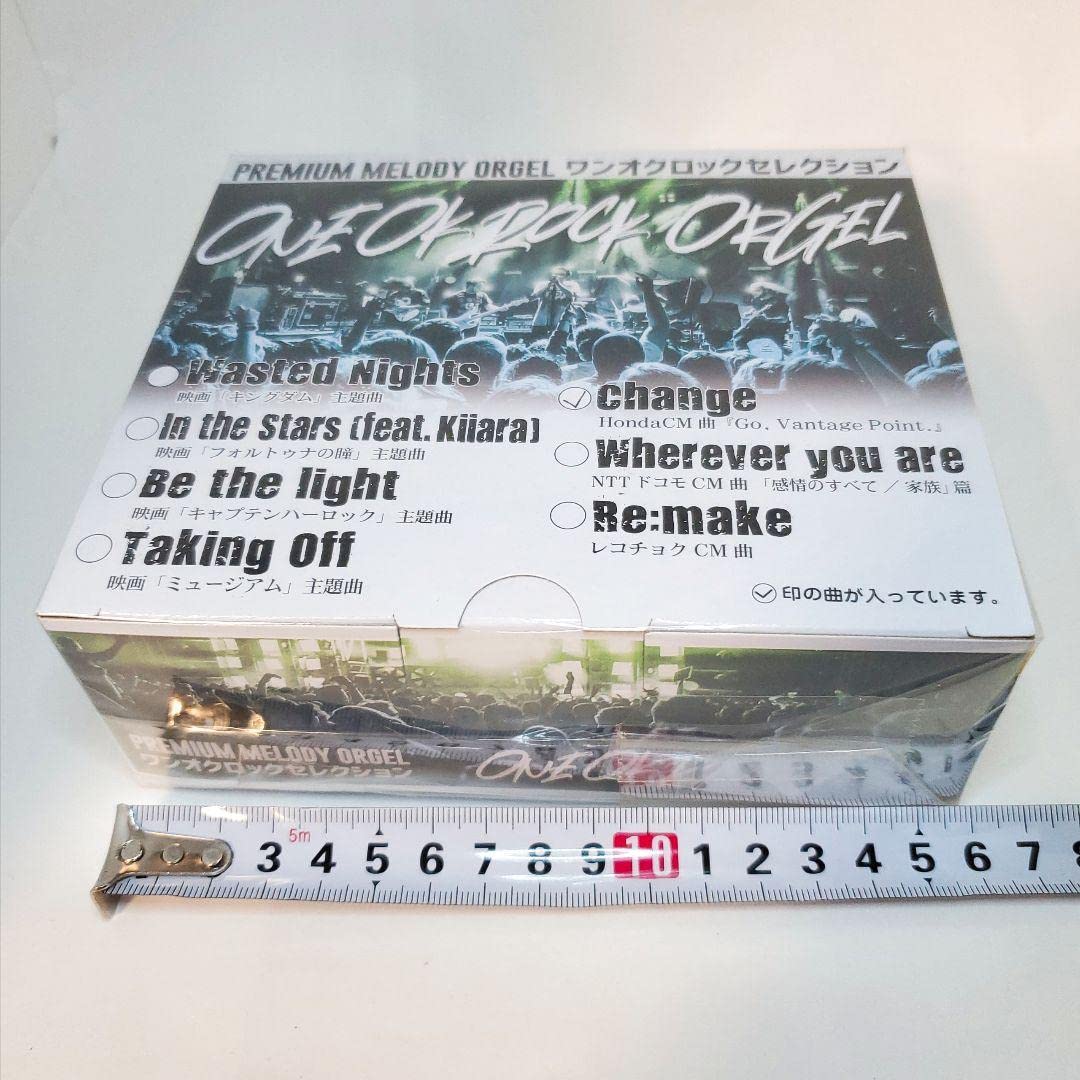 PREMIUM MELODY ORGEL ワンオクロックセレクション
ONE OK ROCK ORGEL
Wasted Nights
映画「キングダム」主題曲
In the Stars (feat. Kiiara)
映画「フォルトゥナの瞳」主題曲
Be the light
映画「キャプテンハーロック」主題曲
Taking Off
映画「ミュージアム」主題曲
Change
HondaCM曲『Go, Vantage Point.』
Wherever you are
NTTドコモCM曲「感情のすべて／家族」篇
Re:make
レコチョクCM曲
印の曲が入っています。
PREMIUM MELODY ORGEL
ワンオクロックセレクション
ONE
5m
3 4 5 6 7 8 9 10 1 2 3 4 5 6 7 8